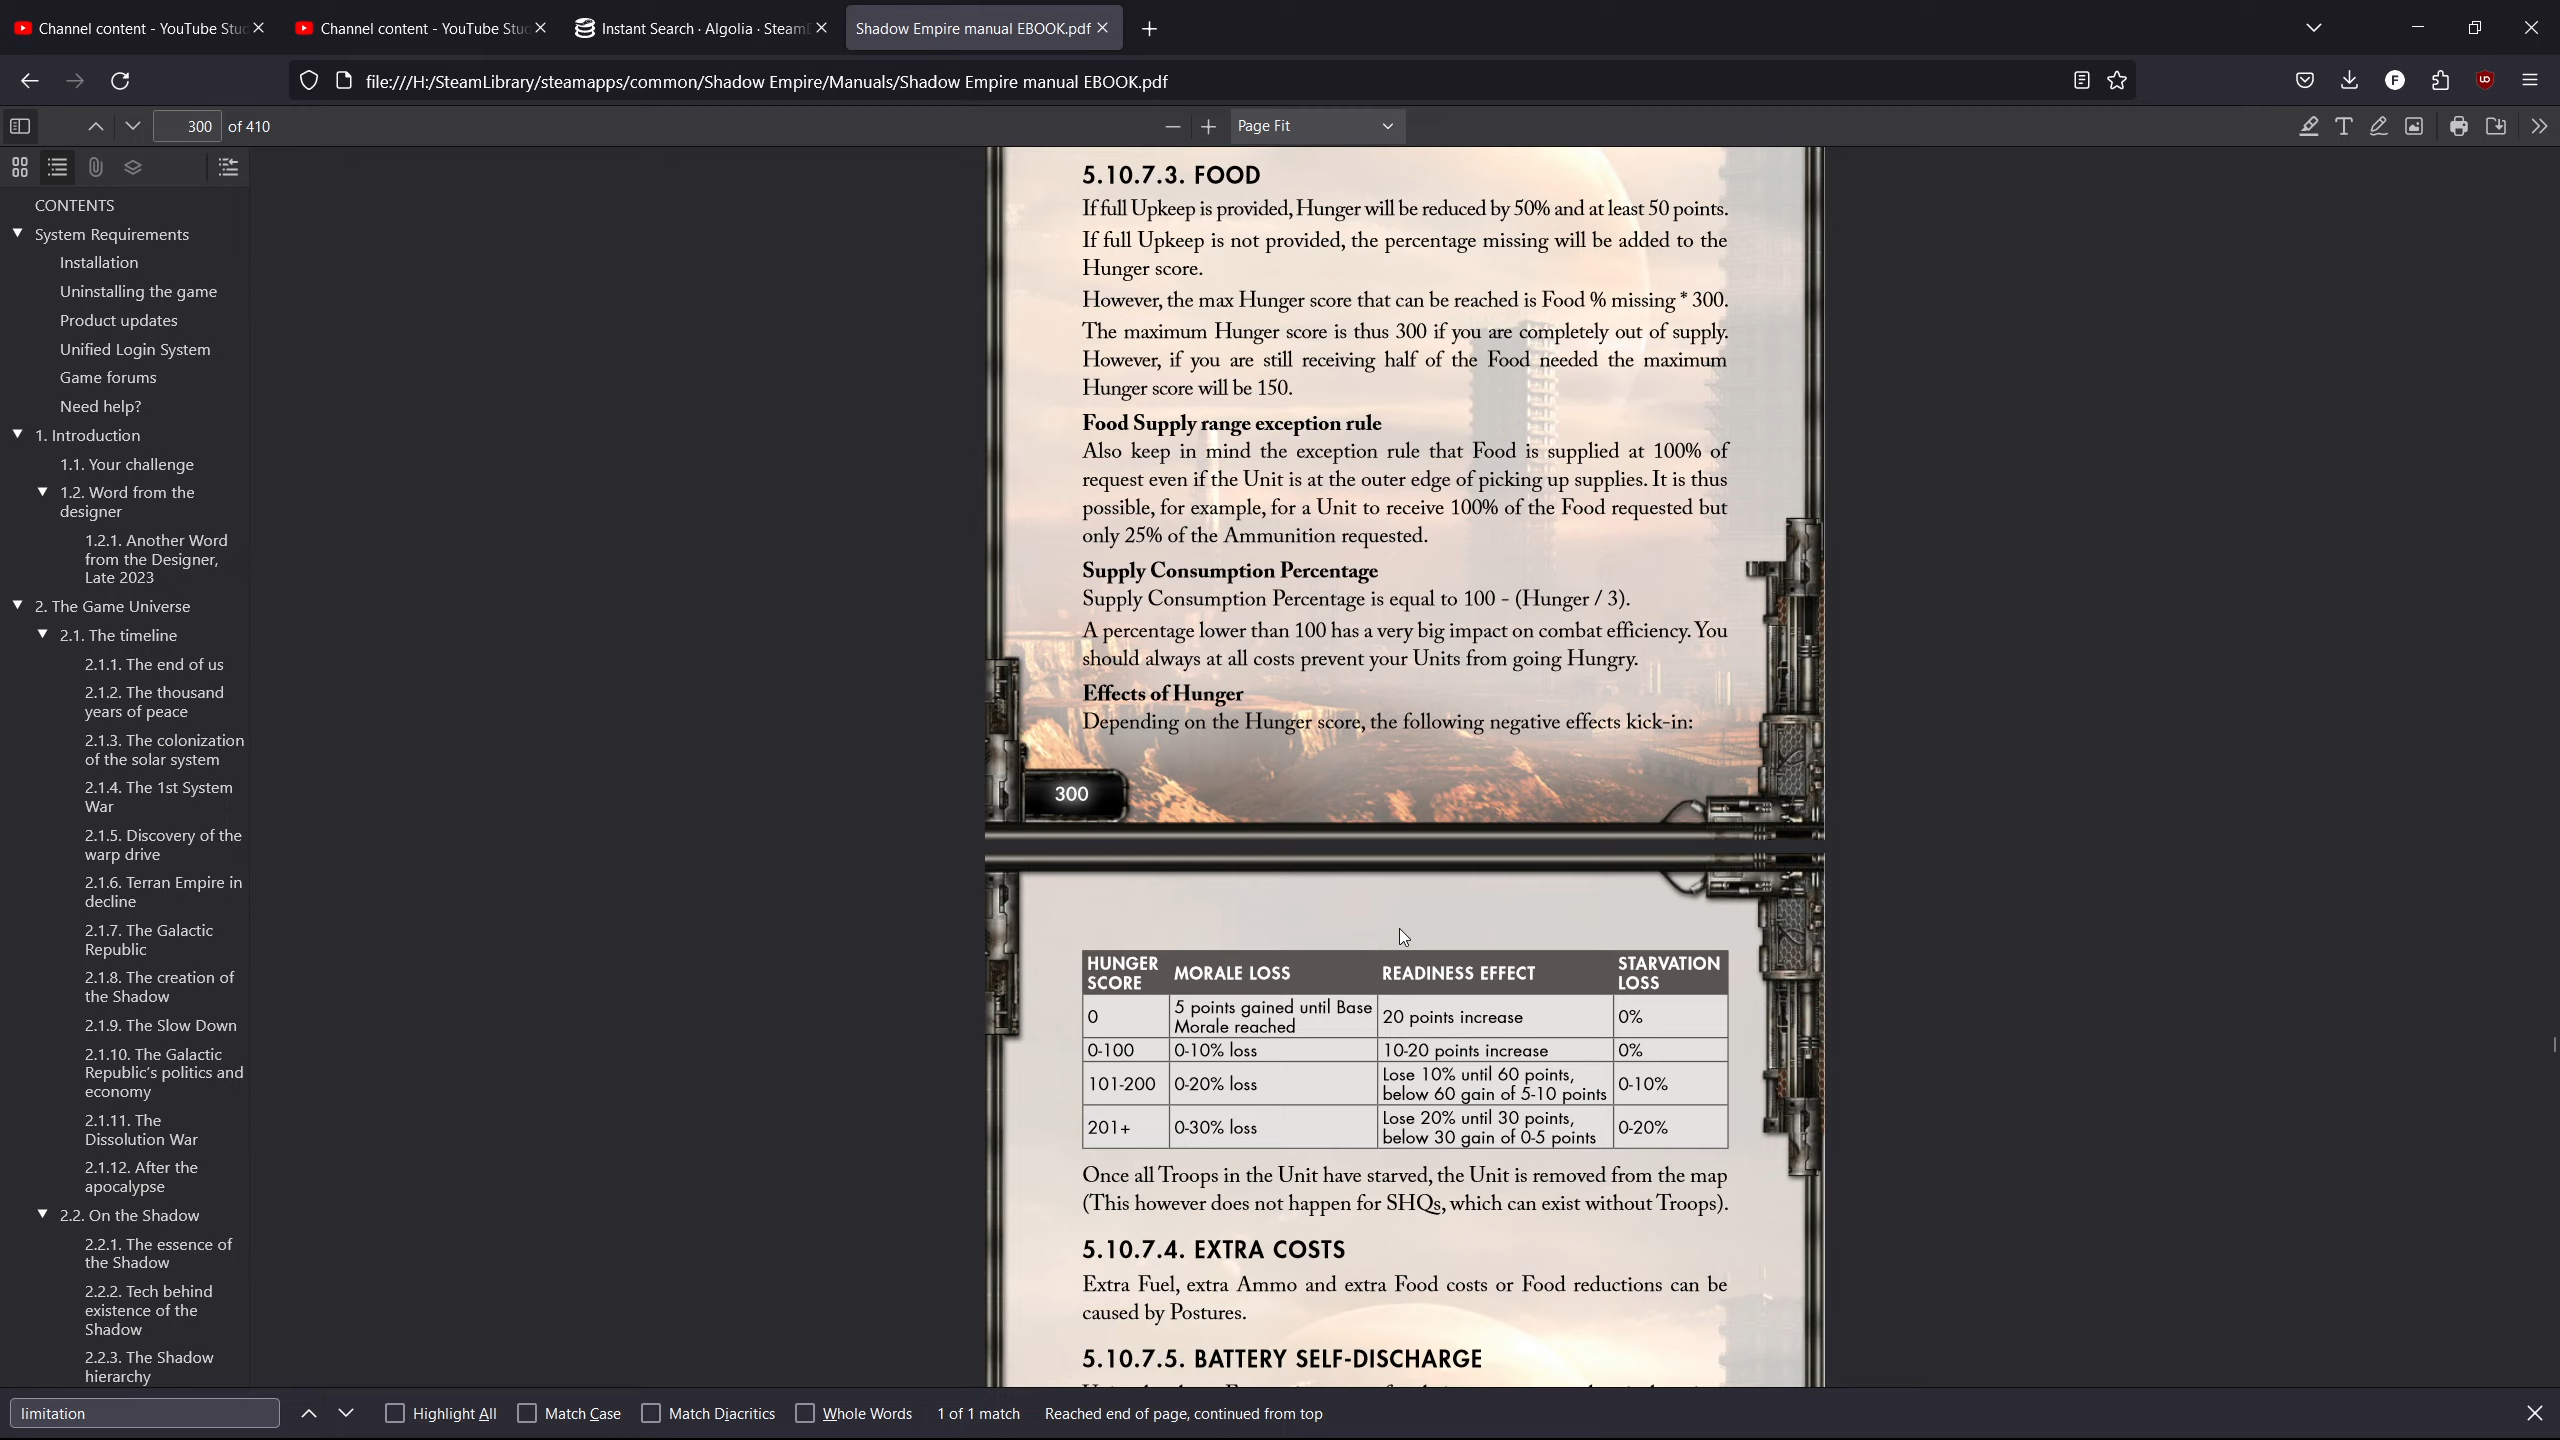 Channel content - YouTube Stu
Channel content - YouTube Stu
Instant Search · Algolia · Steam
Shadow Empire manual EBOOK.pdf
file:///H:/SteamLibrary/steamapps/common/Shadow Empire/Manuals/Shadow Empire manual EBOOK.pdf
300 of 410
Page Fit
CONTENTS
System Requirements
Installation
Uninstalling the game
Product updates
Unified Login System
Game forums
Need help?
1. Introduction
1.1. Your challenge
1.2. Word from the
designer
1.2.1. Another Word
from the Designer,
Late 2023
2. The Game Universe
2.1. The timeline
2.1.1. The end of us
2.1.2. The thousand
years of peace
2.1.3. The colonization
of the solar system
2.1.4. The 1st System
War
2.1.5. Discovery of the
warp drive
2.1.6. Terran Empire in
decline
2.1.7. The Galactic
Republic
2.1.8. The creation of
the Shadow
2.1.9. The Slow Down
2.1.10. The Galactic
Republic's politics and
economy
2.1.11. The
Dissolution War
2.1.12. After the
apocalypse
2.2. On the Shadow
2.2.1. The essence of
the Shadow
2.2.2. Tech behind
existence of the
Shadow
2.2.3. The Shadow
hierarchy
5.10.7.3. FOOD
If full Upkeep is provided, Hunger will be reduced by 50% and at least 50 points.
If full Upkeep is not provided, the percentage missing will be added to the
Hunger score.
However, the max Hunger score that can be reached is Food % missing * 300.
The maximum Hunger score is thus 300 if you are completely out of supply.
However, if you are still receiving half of the Food needed the maximum
Hunger score will be 150.
Food Supply range exception rule
Also keep in mind the exception rule that Food is supplied at 100% of
request even if the Unit is at the outer edge of picking up supplies. It is thus
possible, for example, for a Unit to receive 100% of the Food requested but
only 25% of the Ammunition requested.
Supply Consumption Percentage
Supply Consumption Percentage is equal to 100 - (Hunger / 3).
A percentage lower than 100 has a very big impact on combat efficiency. You
should always at all costs prevent your Units from going Hungry.
Effects of Hunger
Depending on the Hunger score, the following negative effects kick-in:
300
HUNGER SCORE MORALE LOSS READINESS EFFECT STARVATION LOSS
0 5 points gained until Base Morale reached 20 points increase 0%
0-100 0-10% loss 10-20 points increase 0%
101-200 0-20% loss Lose 10% until 60 points, below 60 gain of 5-10 points 0-10%
201+ 0-30% loss Lose 20% until 30 points, below 30 gain of 0-5 points 0-20%
Once all Troops in the Unit have starved, the Unit is removed from the map
(This however does not happen for SHQs, which can exist without Troops).
5.10.7.4. EXTRA COSTS
Extra Fuel, extra Ammo and extra Food costs or Food reductions can be
caused by Postures.
5.10.7.5. BATTERY SELF-DISCHARGE
limitation
Highlight All Match Case Match Diacritics Whole Words 1 of 1 match Reached end of page, continued from top